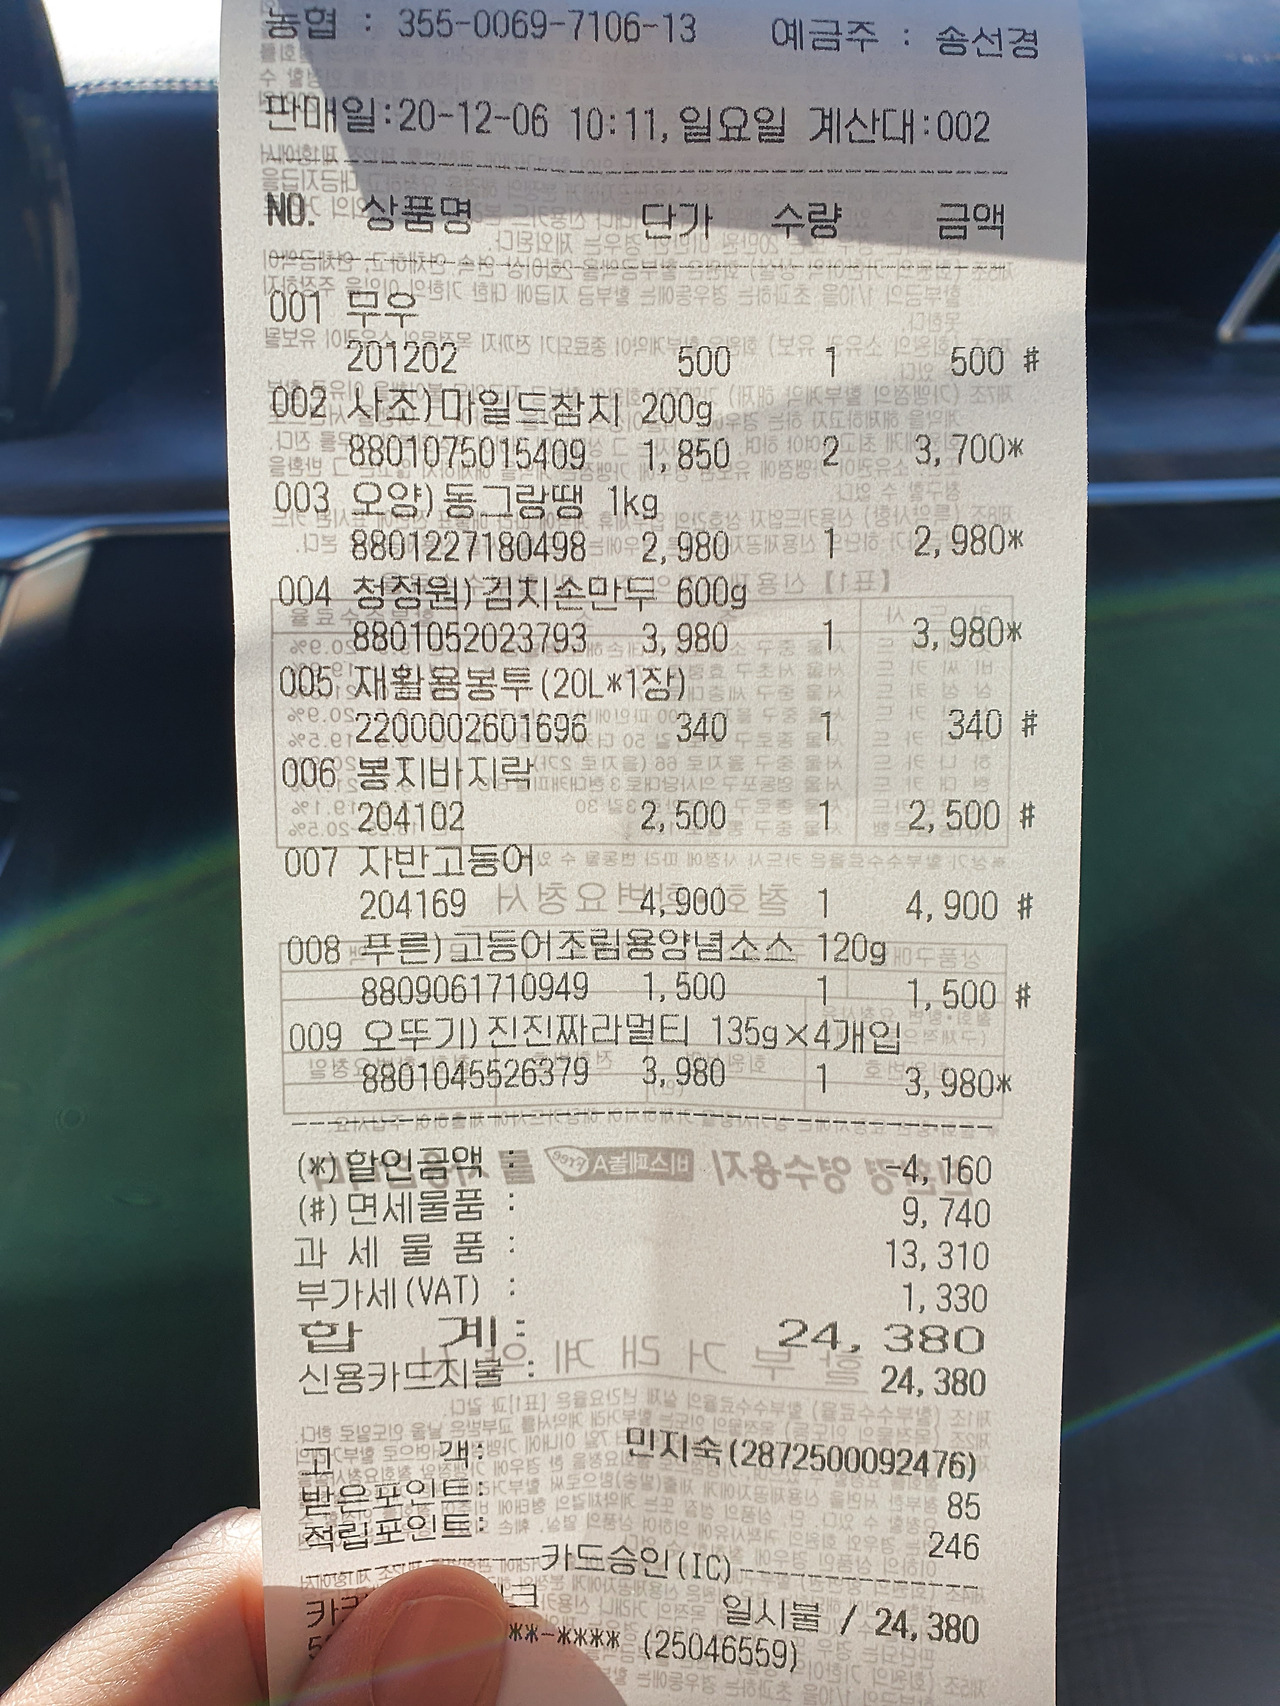 농협 : 355-0069-7106-13 예금주 : 송선경
판매일:20-12-06 10:11, 일요일 계산대:002
NO. 상품명 단가 수량 금액
001 무우
201202 500 1 500 #
002 사조)마일드참치 200g
8801075015409 1,850 2 3,700*
003 오양)동그랑땡 1kg
8801227180498 2,980 1 2,980*
004 청정원)김치손만두 600g
8801052023793 3,980 1 3,980*
005 재활용봉투(20L*1장)
2200002601696 340 1 340 #
006 봉지바지락
204102 2,500 1 2,500 #
007 자반고등어
204169 4,900 1 4,900 #
008 푸른)고등어조림용양념소스 120g
8809061710949 1,500 1 1,500 #
009 오뚜기)진진짜라멀티 135g×4개입
8801045526379 3,980 1 3,980*
(*)할인금액 : -4,160
(#)면세물품 : 9,740
과 세 물 품 : 13,310
부가세(VAT) : 1,330
합 계: 24,380
신용카드지불 : 24,380
고 객: 민지숙(2872500092476)
받은포인트: 85
적립포인트: 246
카드승인(IC)
일시불 / 24,380
**-**** (25046559)